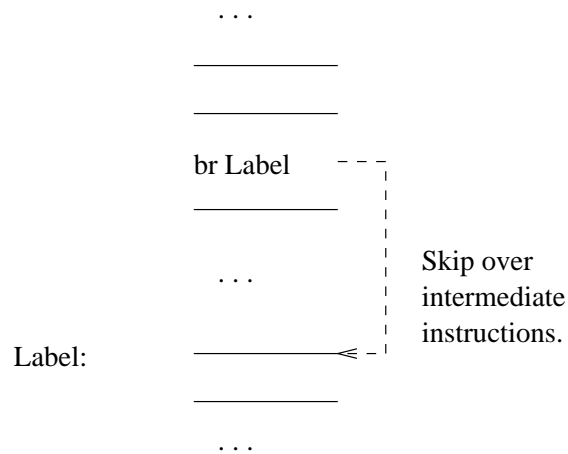 . . .
br Label
Skip over
intermediate
instructions.
. . .
Label:
. . .